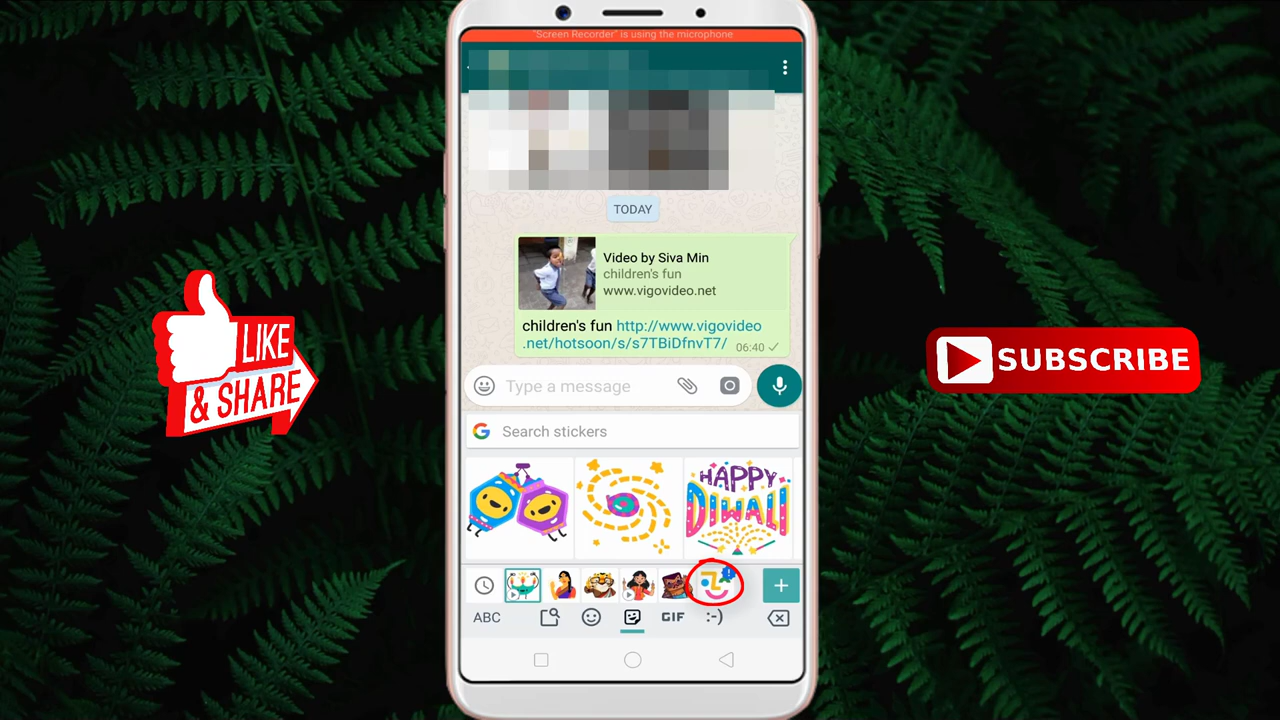 "Screen Recorder" is using the microphone
TODAY
Video by Siva Min
children's fun
www.vigovideo.net
children's fun http://www.vigovideo
.net/hotsoon/s/s7TBiDfnvT7/
06:40
Type a message
G Search stickers
HAPPY
DIWALI
ABC
GIF
:-)
LIKE
& SHARE
SUBSCRIBE